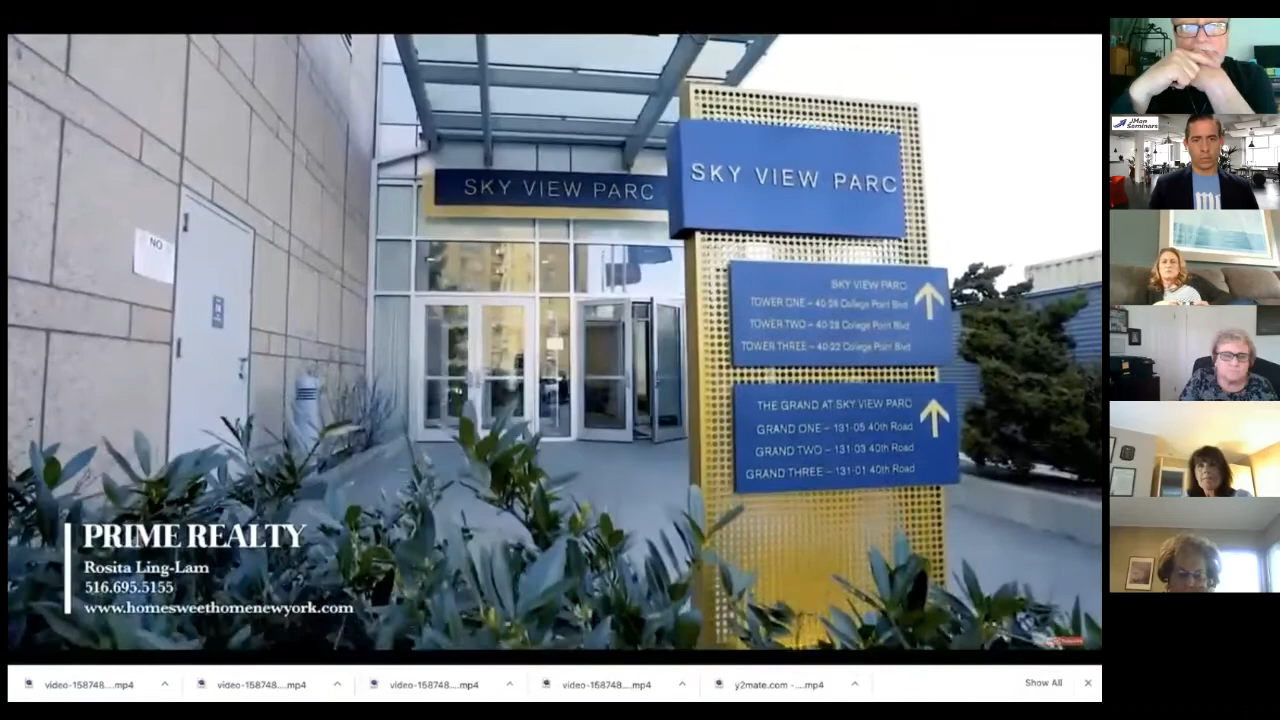 SKY VIEW PARC
SKY VIEW PARC
SKY VIEW PARC
TOWER ONE – 40-26 College Point Blvd
TOWER TWO – 40-28 College Point Blvd
TOWER THREE – 40-22 College Point Blvd
THE GRAND AT SKY VIEW PARC
GRAND ONE – 131-05 40th Road
GRAND TWO – 131-03 40th Road
GRAND THREE – 131-01 40th Road
NO
PRIME REALTY
Rosita Ling-Lam
516.695.5155
www.homesweethomenewyork.com
video-158748....mp4
video-158748....mp4
video-158748....mp4
video-158748....mp4
y2mate.com -....mp4
Show All
JMan
Seminars